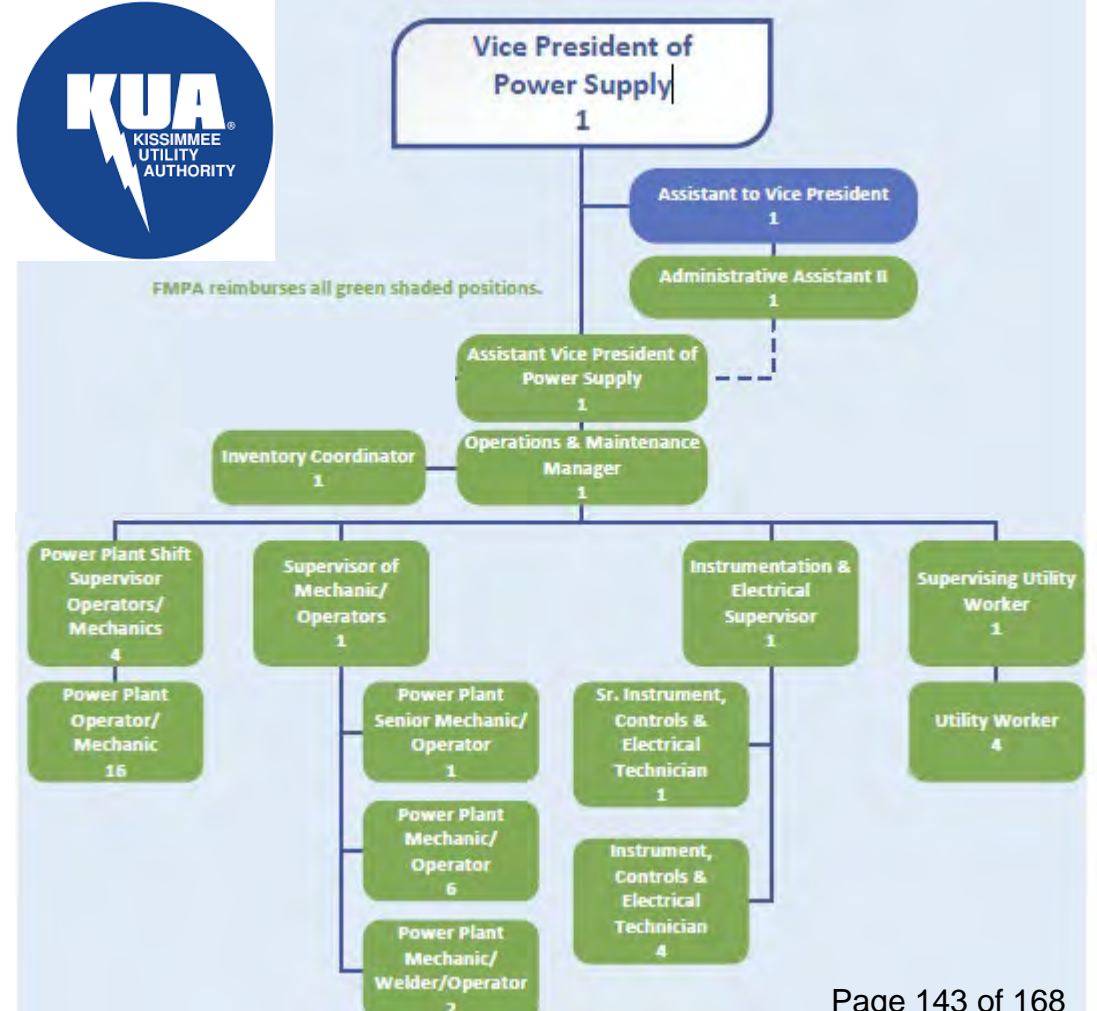 KUA®
KISSIMMEE
UTILITY
AUTHORITY
Vice President of
Power Supply
1
Assistant to Vice President
1
FMPA reimburses all green shaded positions.
Administrative Assistant II
1
Assistant Vice President of
Power Supply
1
Inventory Coordinator
1
Operations & Maintenance
Manager
1
Power Plant Shift
Supervisor
Operators/
Mechanics
4
Supervisor of
Mechanic/
Operators
1
Instrumentation &
Electrical
Supervisor
1
Supervising Utility
Worker
1
Power Plant
Operator/
Mechanic
16
Power Plant
Senior Mechanic/
Operator
1
Sr. Instrument,
Controls &
Electrical
Technician
1
Utility Worker
4
Power Plant
Mechanic/
Operator
6
Instrument,
Controls &
Electrical
Technician
4
Power Plant
Mechanic/
Welder/Operator
2
Page 143 of 168